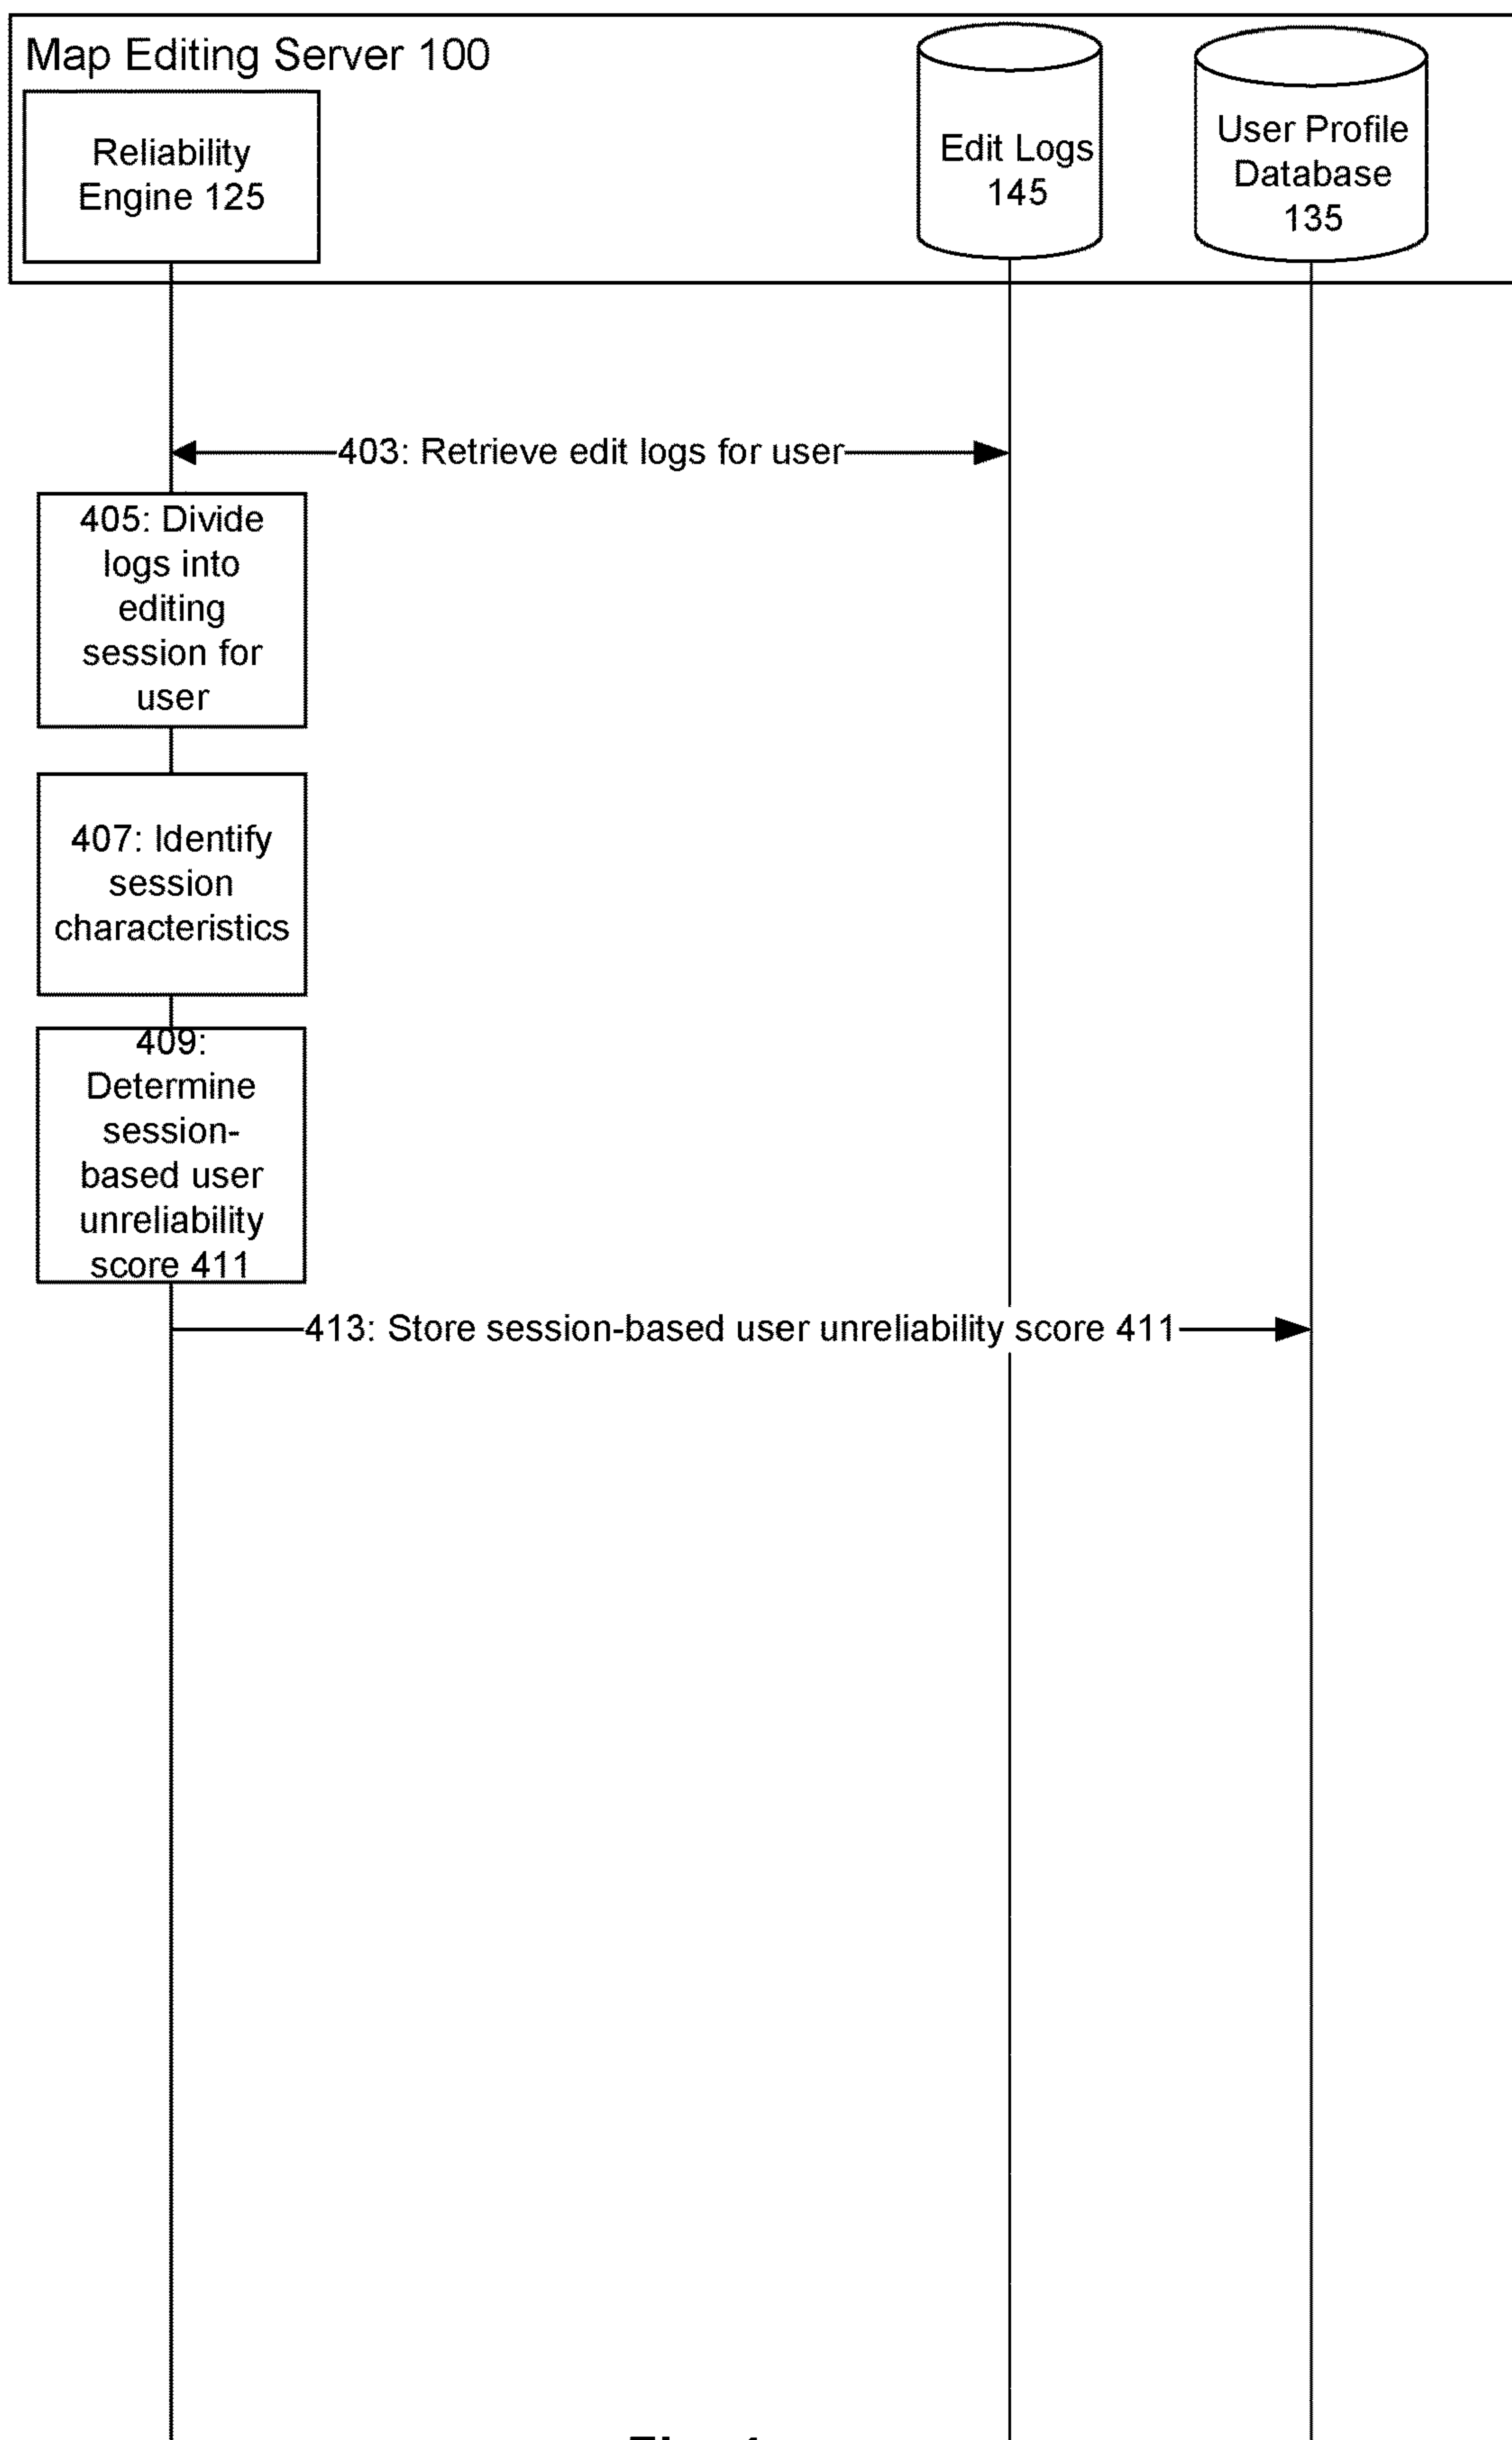 Map Editing Server 100
Reliability
Engine 125
Edit Logs
145
User Profile
Database
135
403: Retrieve edit logs for user
405: Divide
logs into
editing
session for
user
407: Identify
session
characteristics
409:
Determine
session-
based user
unreliability
score 411
413: Store session-based user unreliability score 411